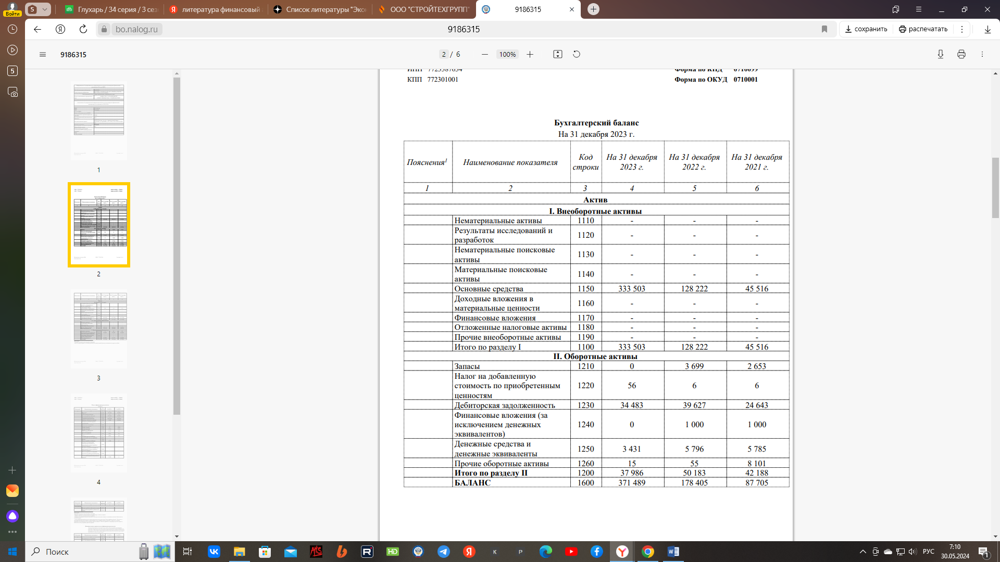 Войти
5
Глухарь / 34 серия / 3 сез
литература финансовый
Список литературы "Экон
ООО "СТРОЙТЕХГРУПП"
9186315
bo.nalog.ru
9186315
сохранить
распечатать
5
9186315
2 / 6
100%
1
2
3
4
КПП 772301001
Форма по КНД 0710099
Форма по ОКУД 0710001
Бухгалтерский баланс
На 31 декабря 2023 г.
Пояснения1 Наименование показателя Код строки На 31 декабря 2023 г. На 31 декабря 2022 г. На 31 декабря 2021 г.
1 2 3 4 5 6
Актив
I. Внеоборотные активы
Нематериальные активы 1110 - - -
Результаты исследований и
разработок 1120 - - -
Нематериальные поисковые
активы 1130 - - -
Материальные поисковые
активы 1140 - - -
Основные средства 1150 333 503 128 222 45 516
Доходные вложения в
материальные ценности 1160 - - -
Финансовые вложения 1170 - - -
Отложенные налоговые активы 1180 - - -
Прочие внеоборотные активы 1190 - - -
Итого по разделу I 1100 333 503 128 222 45 516
II. Оборотные активы
Запасы 1210 0 3 699 2 653
Налог на добавленную
стоимость по приобретенным 1220 56 6 6
ценностям
Дебиторская задолженность 1230 34 483 39 627 24 643
Финансовые вложения (за
исключением денежных 1240 0 1 000 1 000
эквивалентов)
Денежные средства и
денежные эквиваленты 1250 3 431 5 796 5 785
Прочие оборотные активы 1260 15 55 8 101
Итого по разделу II 1200 37 986 50 183 42 188
БАЛАНС 1600 371 489 178 405 87 705
Поиск
HD
К
Р
РУС
7:10
30.05.2024
1